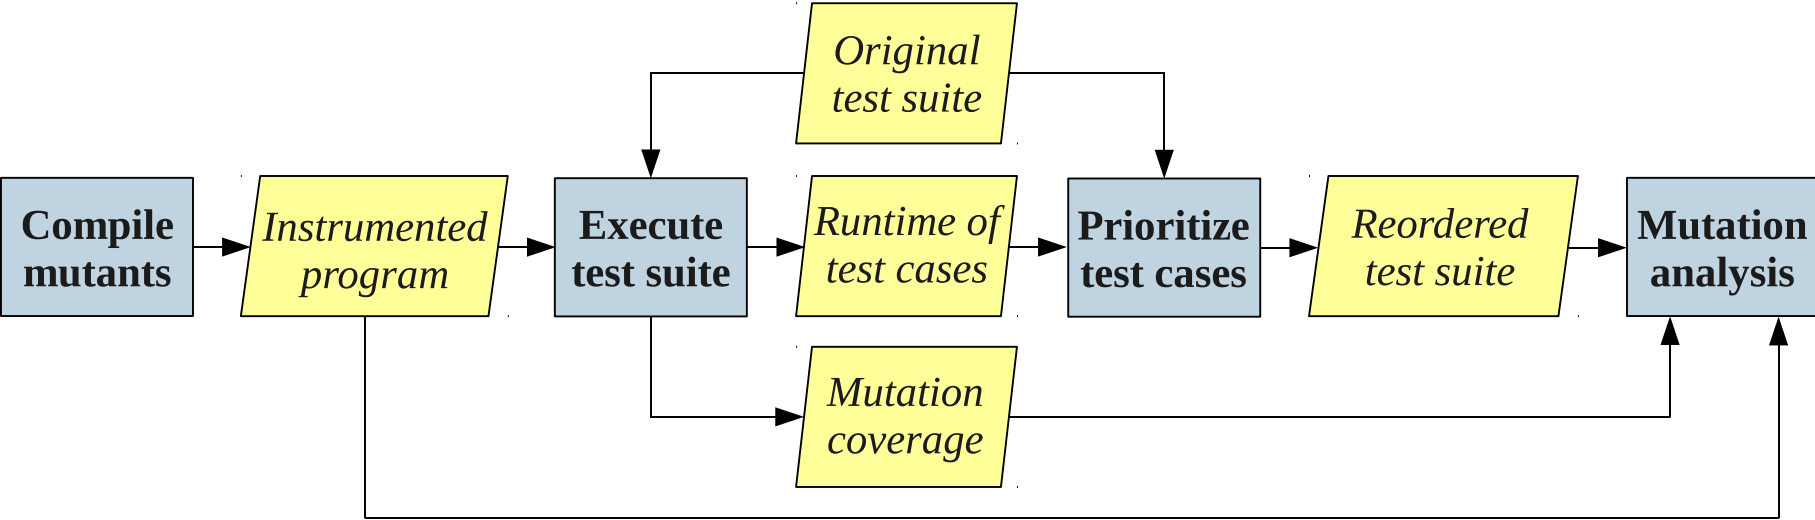 Original
test suite
Compile
mutants
Instrumented
program
Execute
test suite
Runtime of
test cases
Prioritize
test cases
Reordered
test suite
Mutation
analysis
Mutation
coverage